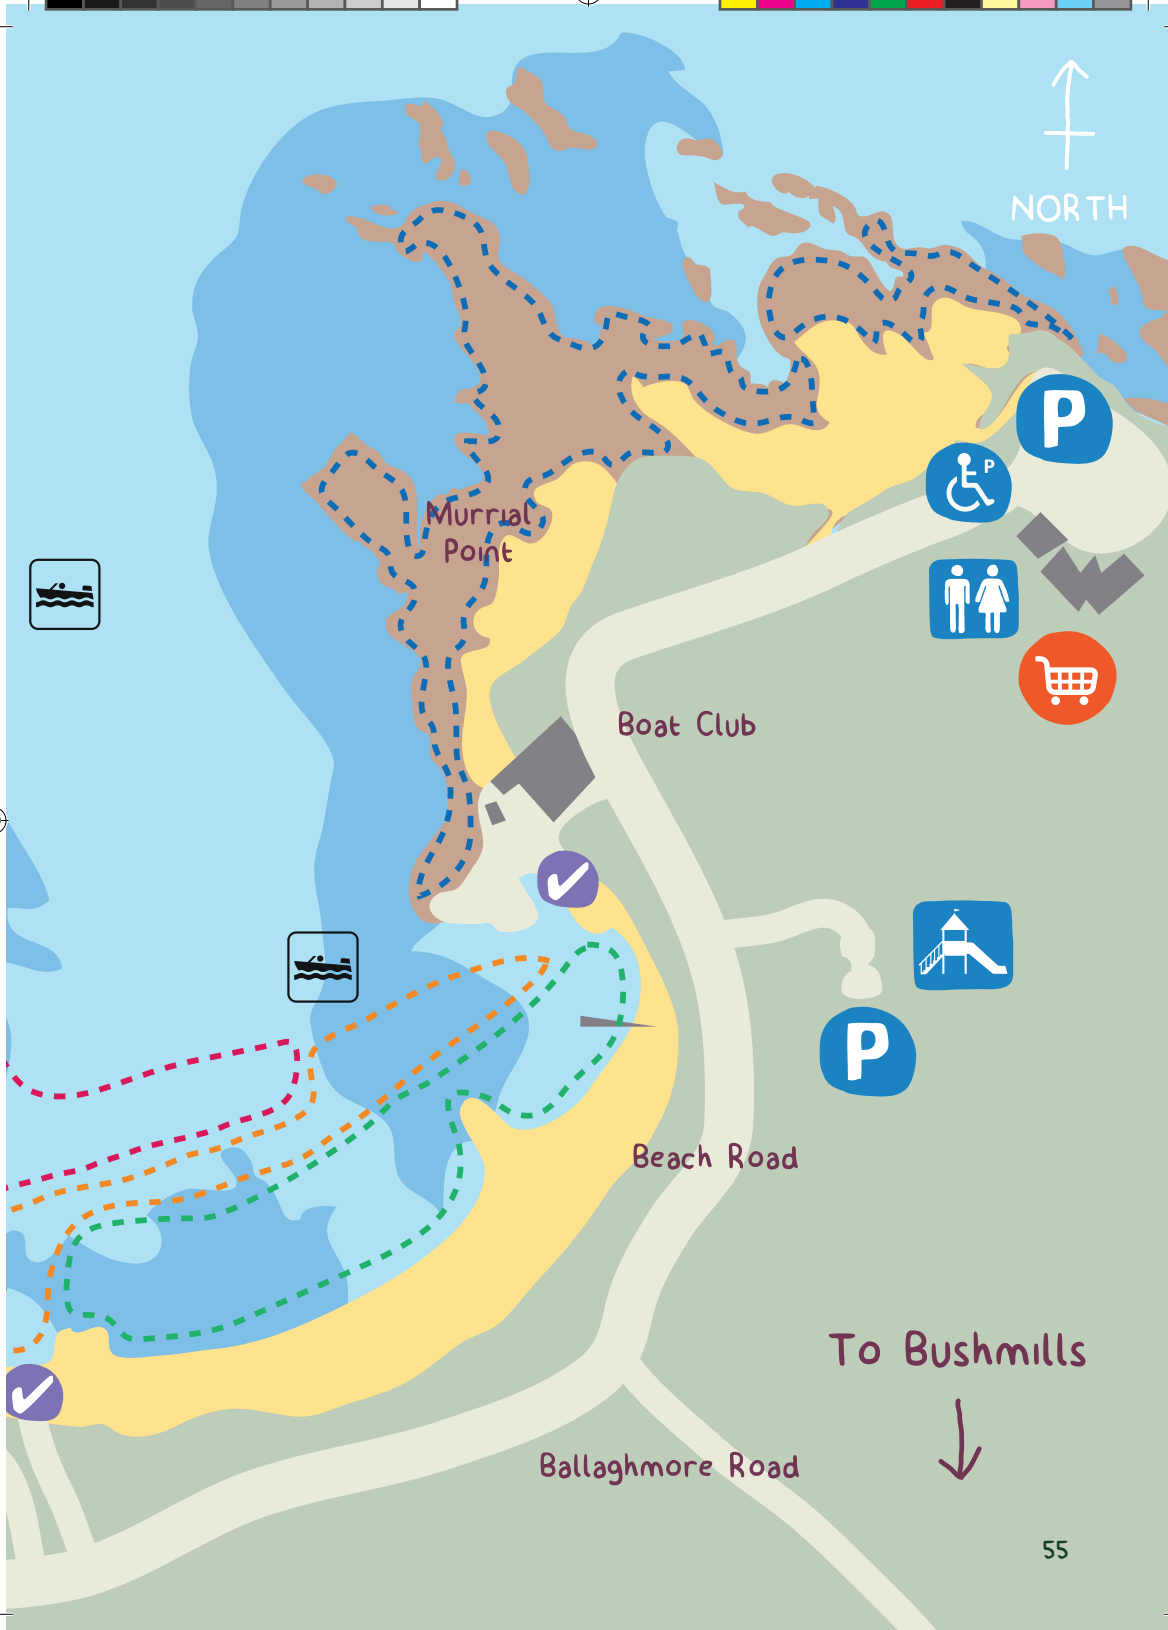 NORTH
P
P
Murrial
Point
Boat Club
P
Beach Road
To Bushmills
Ballaghmore Road
55